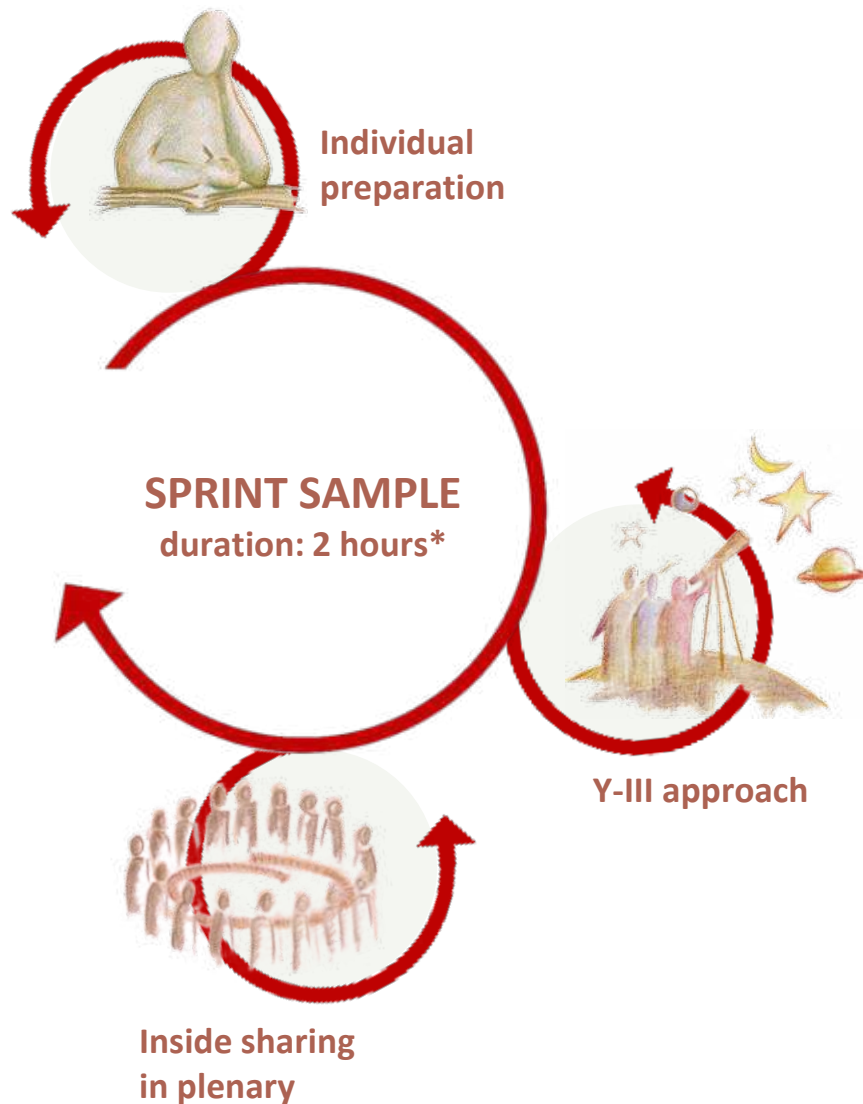 Individual
preparation
SPRINT SAMPLE
duration: 2 hours*
Y-III approach
Inside sharing
in plenary